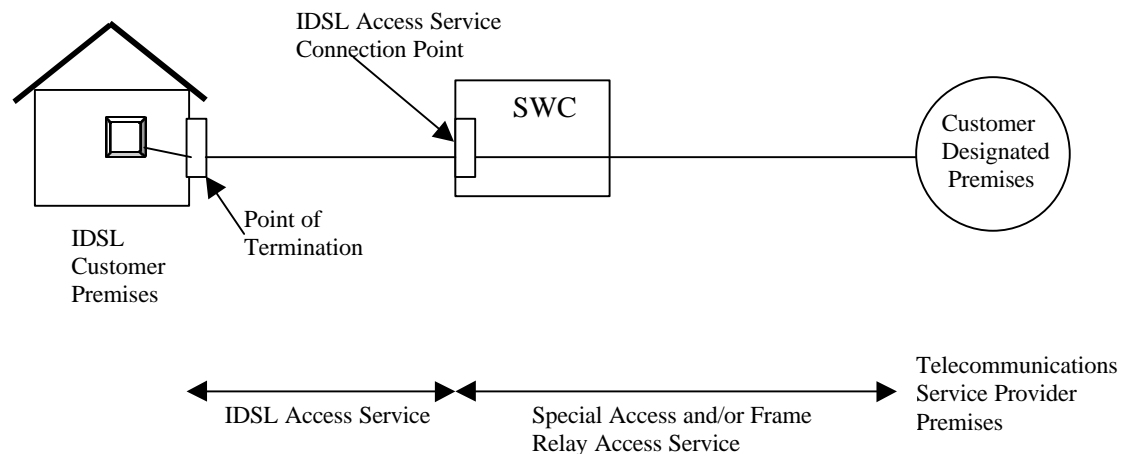 IDSL Access Service
Connection Point
SWC
Customer
Designated
Premises
Point of
Termination
IDSL
Customer
Premises
IDSL Access Service
Special Access and/or Frame
Relay Access Service
Telecommunications
Service Provider
Premises